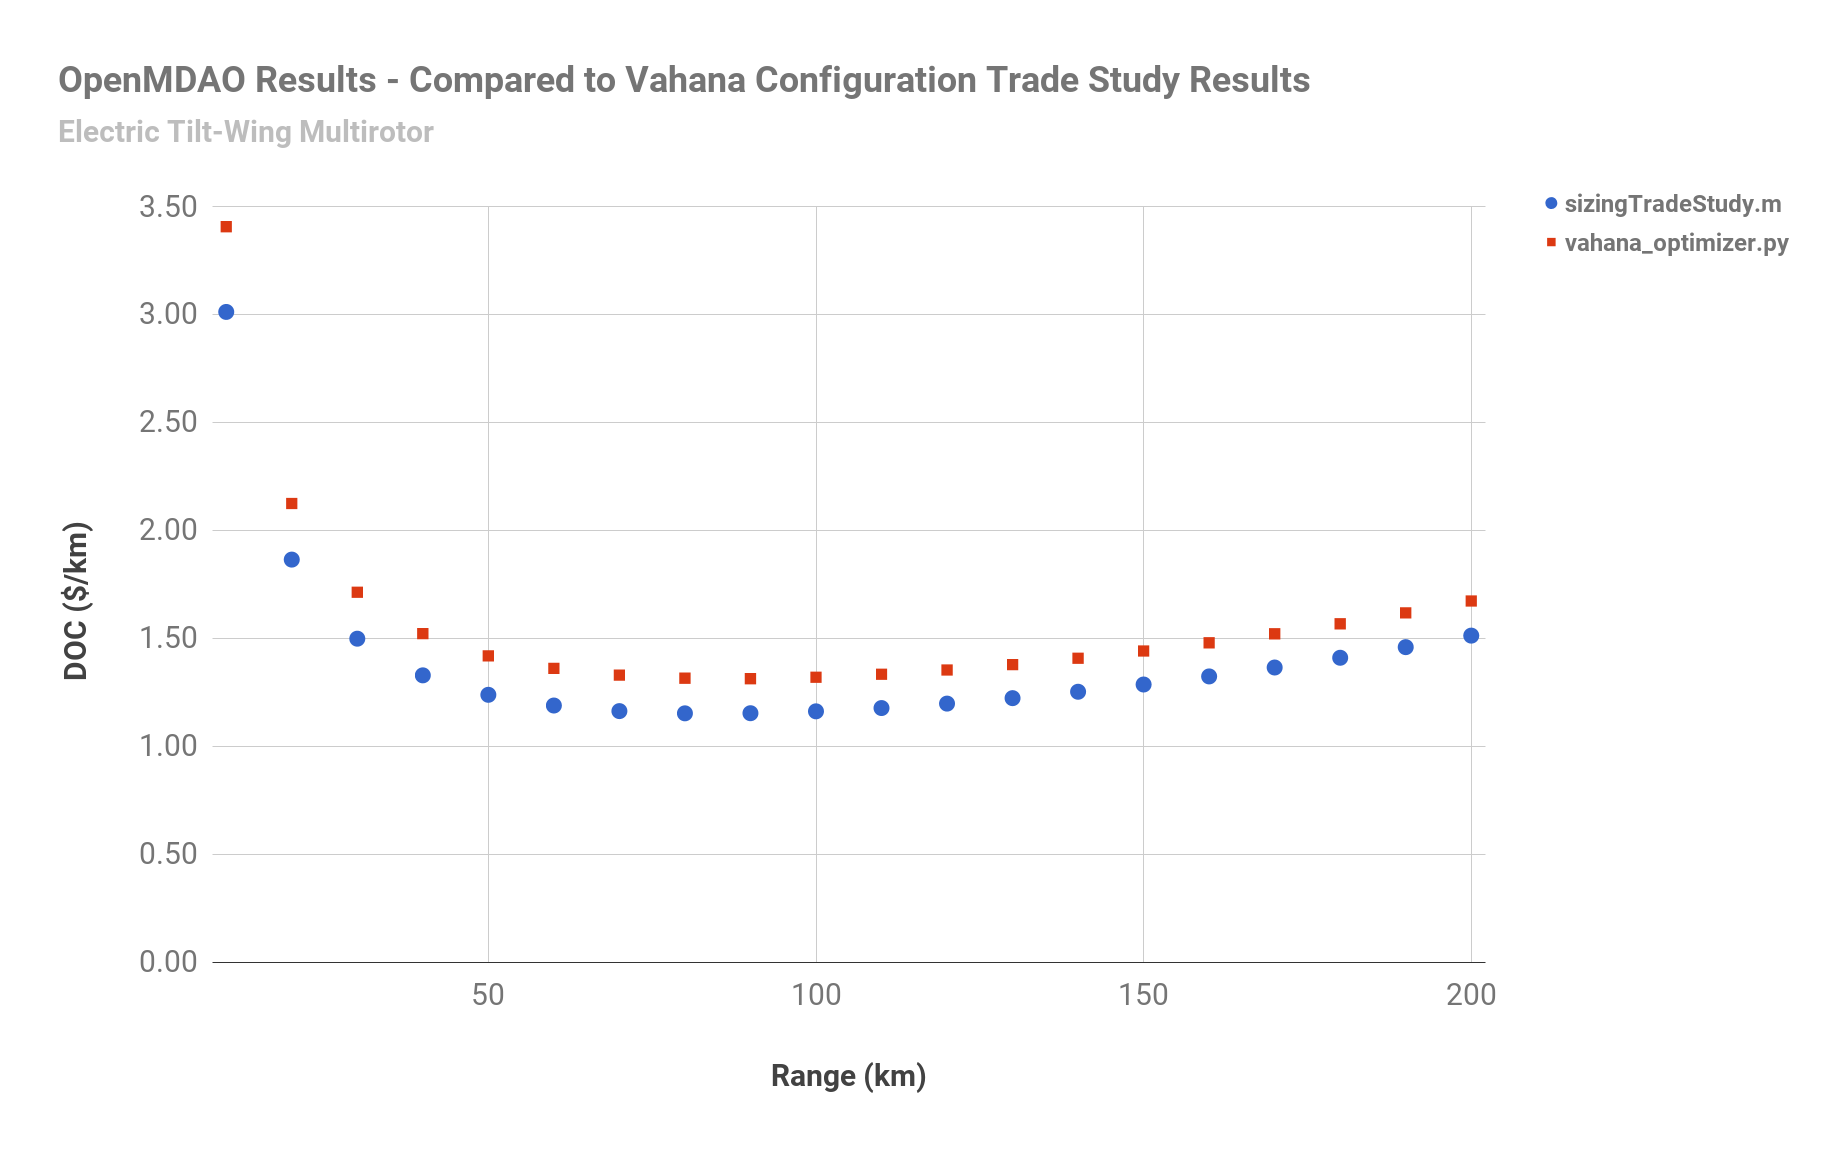 OpenMDAO Results - Compared to Vahana Configuration Trade Study Results
Electric Tilt-Wing Multirotor
sizingTradeStudy.m
vahana_optimizer.py
DOC ($/km)
3.50
3.00
2.50
2.00
1.50
1.00
0.50
0.00
50
100
150
200
Range (km)